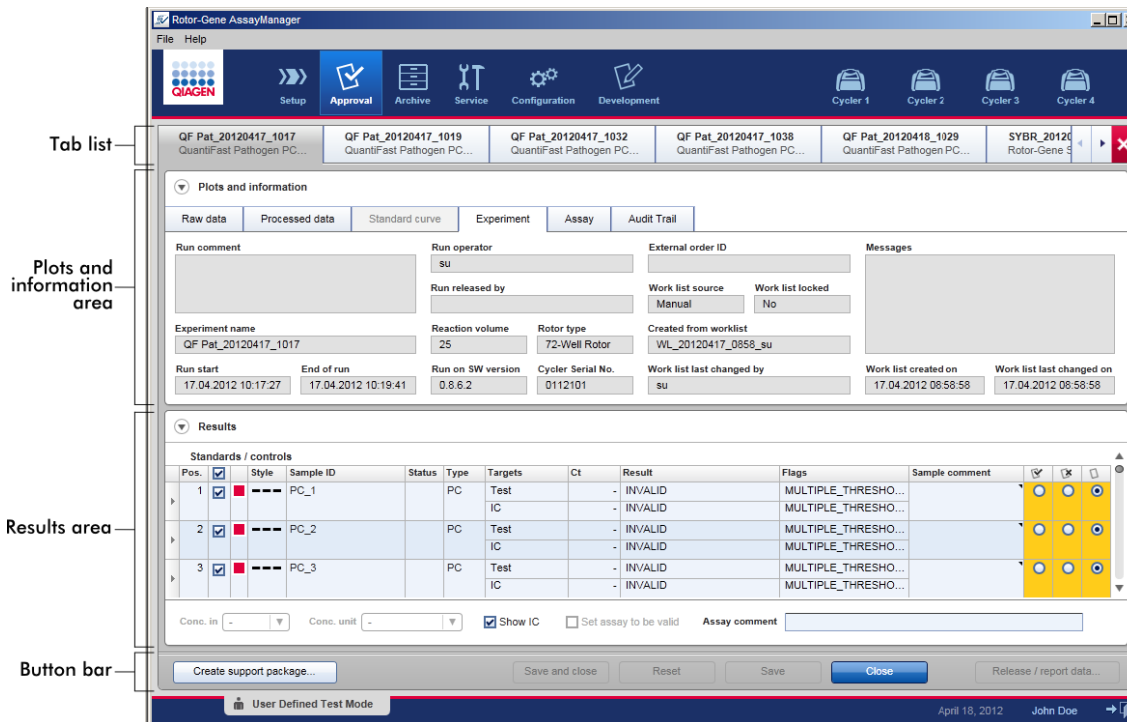 Rotor-Gene AssayManager
File Help
QIAGEN
Setup Approval Archive Service Configuration Development Cycler 1 Cycler 2 Cycler 3 Cycler 4
Tab list
QF Pat_20120417_1017 QF Pat_20120417_1019 QF Pat_20120417_1032 QF Pat_20120417_1038 QF Pat_20120418_1029 SYBR_20120
QuantiFast Pathogen PC... QuantiFast Pathogen PC... QuantiFast Pathogen PC... QuantiFast Pathogen PC... QuantiFast Pathogen PC... Rotor-Gene S
Plots and information area
Plots and information
Raw data Processed data Standard curve Experiment Assay Audit Trail
Run comment Run operator External order ID Messages
su
Run released by Work list source Work list locked
Manual No
Experiment name Reaction volume Rotor type Created from worklist
QF Pat_20120417_1017 25 72-Well Rotor WL_20120417_0858_su
Run start End of run Run on SW version Cycler Serial No. Work list last changed by Work list created on Work list last changed on
17.04.2012 10:17:27 17.04.2012 10:19:41 0.8.6.2 0112101 su 17.04.2012 08:58:58 17.04.2012 08:58:58
Results area
Results
Standards / controls
Pos. Style Sample ID Status Type Targets Ct Result Flags Sample comment
1 PC_1 PC Test - INVALID MULTIPLE_THRESHO...
IC - INVALID MULTIPLE_THRESHO...
2 PC_2 PC Test - INVALID MULTIPLE_THRESHO...
IC - INVALID MULTIPLE_THRESHO...
3 PC_3 PC Test - INVALID MULTIPLE_THRESHO...
IC - INVALID MULTIPLE_THRESHO...
Conc. in - Conc. unit - Show IC Set assay to be valid Assay comment
Button bar
Create support package... Save and close Reset Save Close Release / report data...
User Defined Test Mode April 18, 2012 John Doe